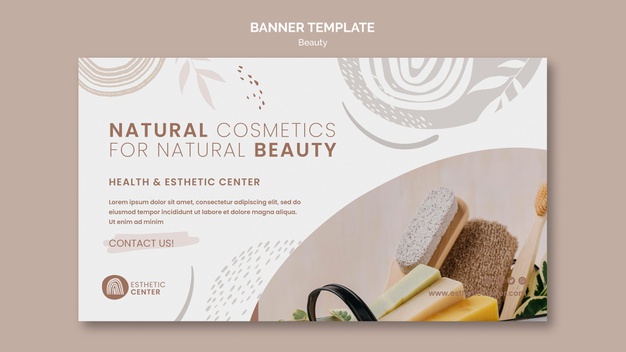 BANNER TEMPLATE
Beauty
NATURAL COSMETICS
FOR NATURAL BEAUTY
HEALTH & ESTHETIC CENTER
Lorem ipsum dolor sit amet, consectetur adipiscing elit, sed do
eiusmod tempor incididunt ut labore et dolore magna aliqua.
Ut enim ad minim
CONTACT US!
ESTHETIC
CENTER